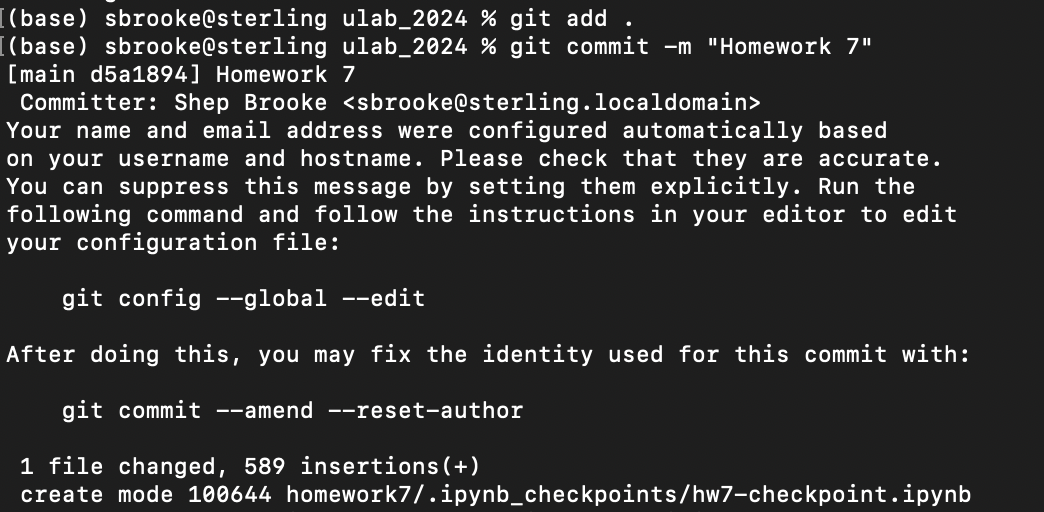 [(base) sbrooke@sterling ulab_2024 % git add .
[(base) sbrooke@sterling ulab_2024 % git commit -m "Homework 7"
[main d5a1894] Homework 7
 Committer: Shep Brooke <sbrooke@sterling.localdomain>
Your name and email address were configured automatically based
on your username and hostname. Please check that they are accurate.
You can suppress this message by setting them explicitly. Run the
following command and follow the instructions in your editor to edit
your configuration file:
    git config --global --edit
After doing this, you may fix the identity used for this commit with:
    git commit --amend --reset-author
 1 file changed, 589 insertions(+)
 create mode 100644 homework7/.ipynb_checkpoints/hw7-checkpoint.ipynb